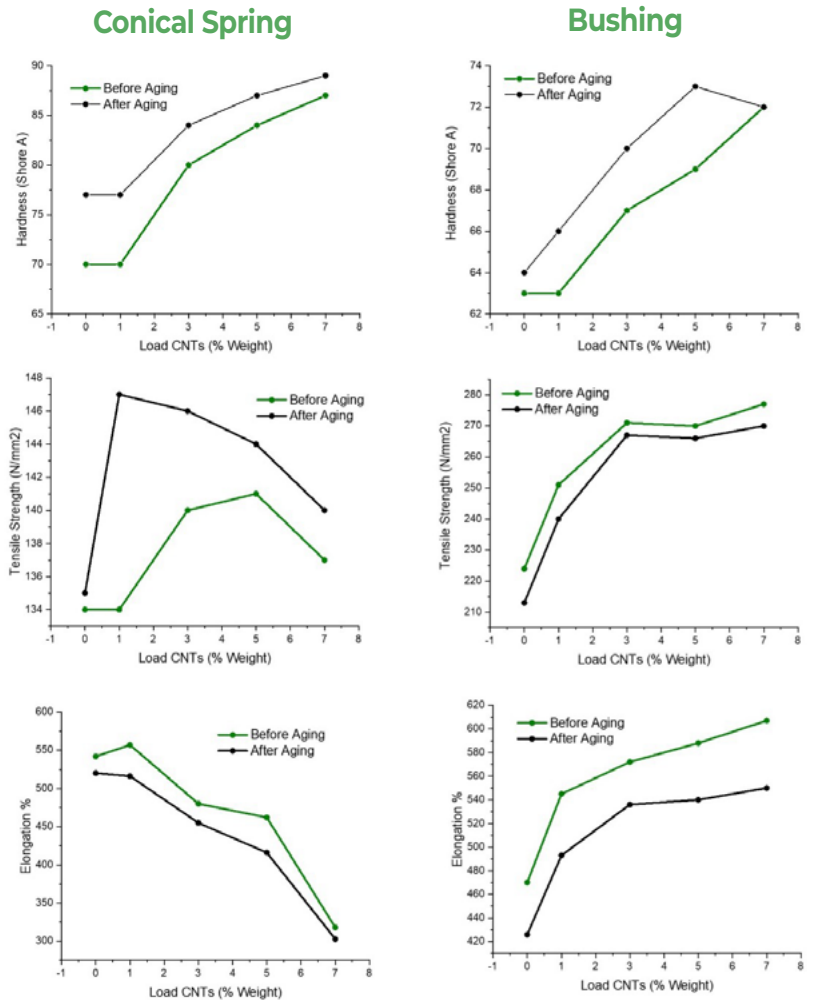 Conical Spring
Bushing
90
85
80
75
70
65
Hardness (Shore A)
Before Aging
After Aging
-1 0 1 2 3 4 5 6 7 8
Load CNTs (% Weight)
74
72
70
68
66
64
62
Hardness (Shore A)
Before Aging
After Aging
-1 0 1 2 3 4 5 6 7 8
Load CNTs (% Weight)
148
146
144
142
140
138
136
134
Tensile Strength (N/mm2)
Before Aging
After Aging
-1 0 1 2 3 4 5 6 7 8
Load CNTs (% Weight)
280
270
260
250
240
230
220
210
Tensile Strength (N/mm2)
Before Aging
After Aging
-1 0 1 2 3 4 5 6 7 8
Load CNTs (% Weight)
600
550
500
450
400
350
300
Elongation %
Before Aging
After Aging
-1 0 1 2 3 4 5 6 7 8
Load CNTs (% Weight)
620
600
580
560
540
520
500
480
460
440
420
Elongation %
Before Aging
After Aging
-1 0 1 2 3 4 5 6 7 8
Load CNTs (% Weight)